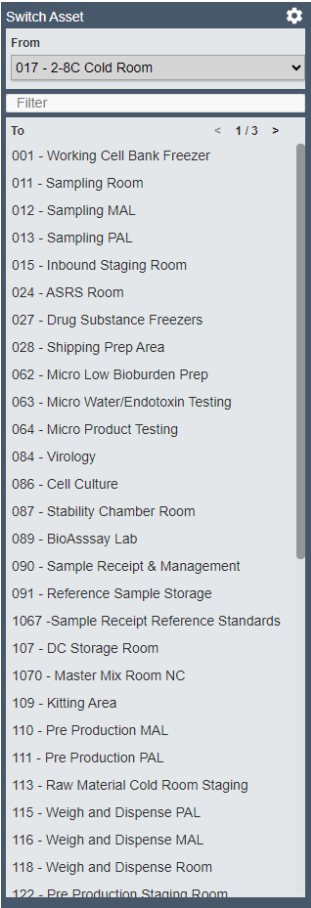 Switch Asset
From
017 - 2-8C Cold Room
Filter
To < 1 / 3 >
001 - Working Cell Bank Freezer
011 - Sampling Room
012 - Sampling MAL
013 - Sampling PAL
015 - Inbound Staging Room
024 - ASRS Room
027 - Drug Substance Freezers
028 - Shipping Prep Area
062 - Micro Low Bioburden Prep
063 - Micro Water/Endotoxin Testing
064 - Micro Product Testing
084 - Virology
086 - Cell Culture
087 - Stability Chamber Room
089 - BioAsssay Lab
090 - Sample Receipt & Management
091 - Reference Sample Storage
1067 -Sample Receipt Reference Standards
107 - DC Storage Room
1070 - Master Mix Room NC
109 - Kitting Area
110 - Pre Production MAL
111 - Pre Production PAL
113 - Raw Material Cold Room Staging
115 - Weigh and Dispense PAL
116 - Weigh and Dispense MAL
118 - Weigh and Dispense Room
122 - Pre Production Staging Room